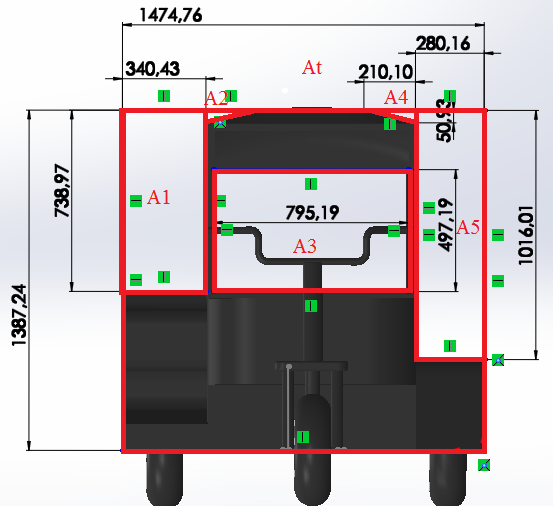 1474,76
280,16
340,43
At
210,10
A2
A4
50,93
738,97
A1
795,19
A3
497,19
A5
1016,01
1387,24